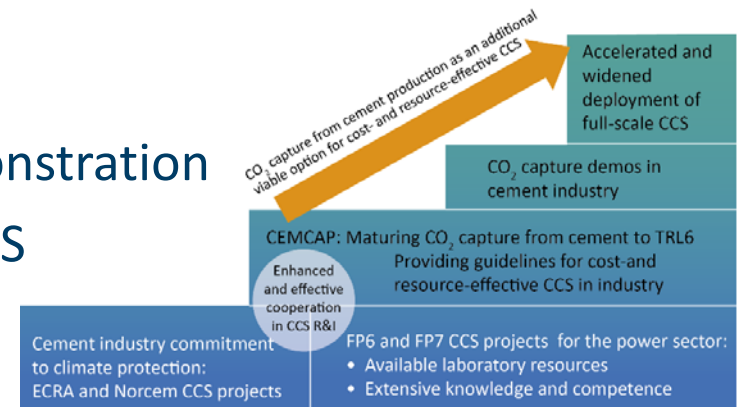 onstration
S
CO2 capture from cement production as an additional
viable option for cost- and resource-effective CCS
Accelerated and
widened
deployment of
full-scale CCS
CO2 capture demos in
cement industry
CEMCAP: Maturing CO2 capture from cement to TRL6
Providing guidelines for cost-and
resource-effective CCS in industry
Enhanced
and effective
cooperation
in CCS R&I
Cement industry commitment
to climate protection:
ECRA and Norcem CCS projects
FP6 and FP7 CCS projects for the power sector:
• Available laboratory resources
• Extensive knowledge and competence